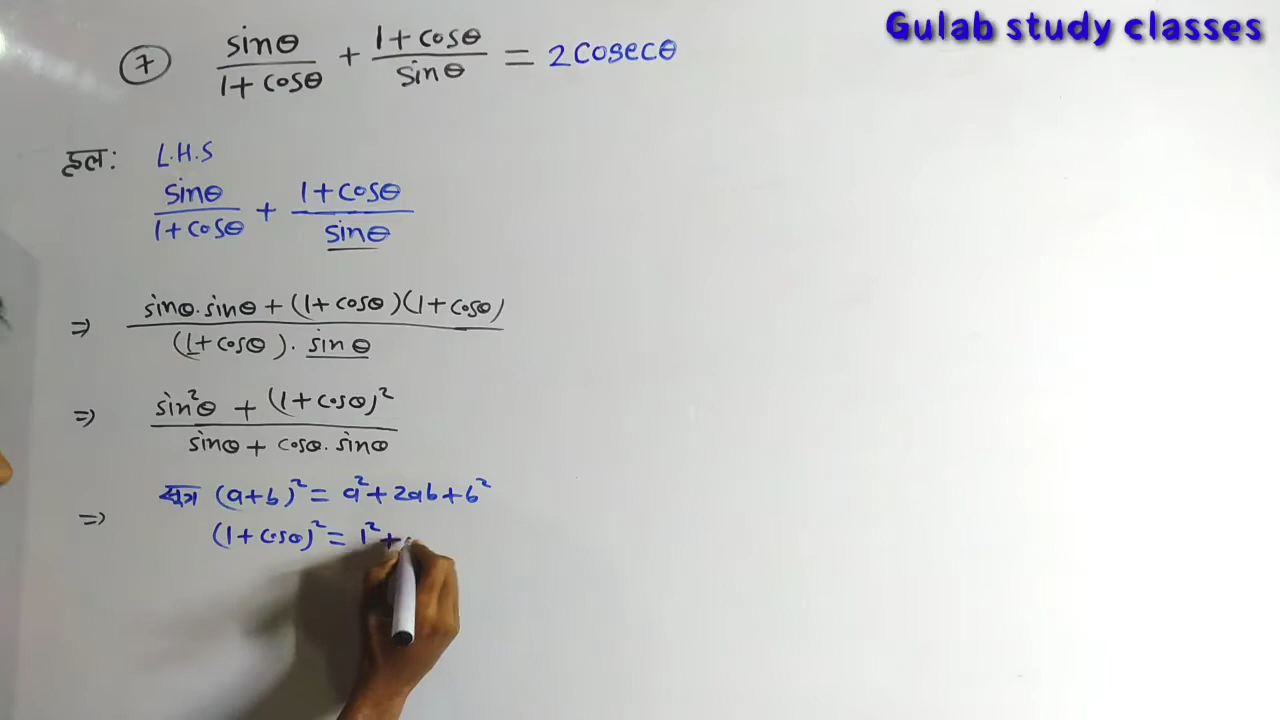 Gulab study classes
7 sinθ/(1+cosθ) + (1+cosθ)/sinθ = 2cosecθ
हल: L.H.S
sinθ/(1+cosθ) + (1+cosθ)/sinθ
⇒ (sinθ.sinθ + (1+cosθ)(1+cosθ))/((1+cosθ).sinθ)
⇒ (sin²θ + (1+cosθ)²)/(sinθ + cosθ.sinθ)
⇒ सूत्र (a+b)² = a²+2ab+b²
(1+cosθ)² = 1²+